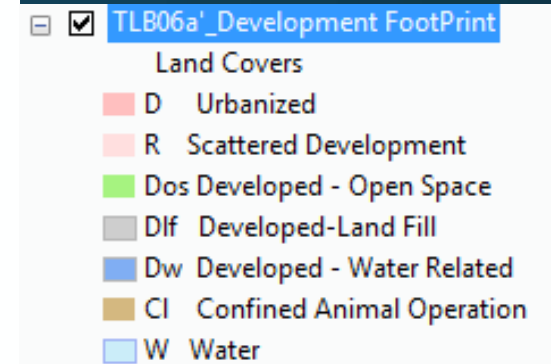 TLB06a'_Development FootPrint
Land Covers
D Urbanized
R Scattered Development
Dos Developed - Open Space
Dlf Developed-Land Fill
Dw Developed - Water Related
Cl Confined Animal Operation
W Water